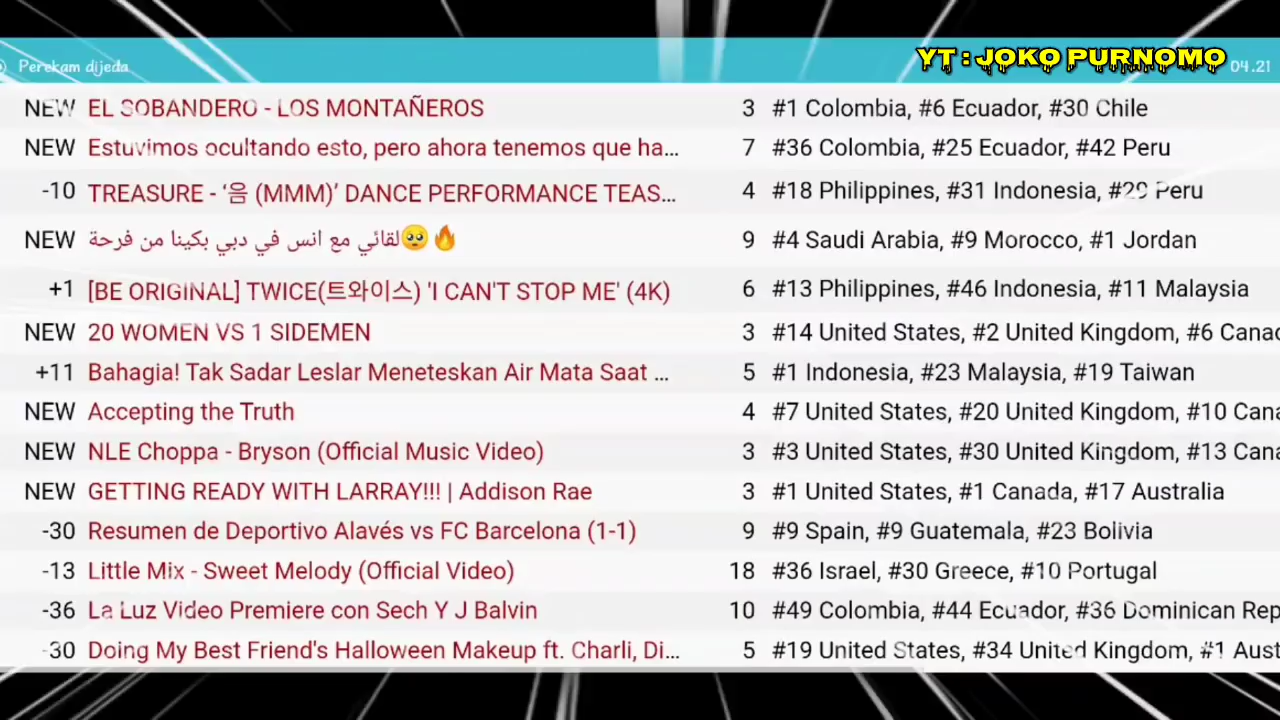 Perekam dijeda
YT : JOKO PURNOMO
04.21
NEW EL SOBANDERO - LOS MONTAÑEROS 3 #1 Colombia, #6 Ecuador, #30 Chile
NEW Estuvimos ocultando esto, pero ahora tenemos que ha... 7 #36 Colombia, #25 Ecuador, #42 Peru
-10 TREASURE - ‘음 (MMM)’ DANCE PERFORMANCE TEAS... 4 #18 Philippines, #31 Indonesia, #29 Peru
NEW لقائي مع انس في دبي بكينا من فرحة🥺🔥 9 #4 Saudi Arabia, #9 Morocco, #1 Jordan
+1 [BE ORIGINAL] TWICE(트와이스) 'I CAN'T STOP ME' (4K) 6 #13 Philippines, #46 Indonesia, #11 Malaysia
NEW 20 WOMEN VS 1 SIDEMEN 3 #14 United States, #2 United Kingdom, #6 Canad
+11 Bahagia! Tak Sadar Leslar Meneteskan Air Mata Saat ... 5 #1 Indonesia, #23 Malaysia, #19 Taiwan
NEW Accepting the Truth 4 #7 United States, #20 United Kingdom, #10 Cana
NEW NLE Choppa - Bryson (Official Music Video) 3 #3 United States, #30 United Kingdom, #13 Cana
NEW GETTING READY WITH LARRAY!!! | Addison Rae 3 #1 United States, #1 Canada, #17 Australia
-30 Resumen de Deportivo Alavés vs FC Barcelona (1-1) 9 #9 Spain, #9 Guatemala, #23 Bolivia
-13 Little Mix - Sweet Melody (Official Video) 18 #36 Israel, #30 Greece, #10 Portugal
-36 La Luz Video Premiere con Sech Y J Balvin 10 #49 Colombia, #44 Ecuador, #36 Dominican Rep
-30 Doing My Best Friend's Halloween Makeup ft. Charli, Di... 5 #19 United States, #34 United Kingdom, #1 Aust